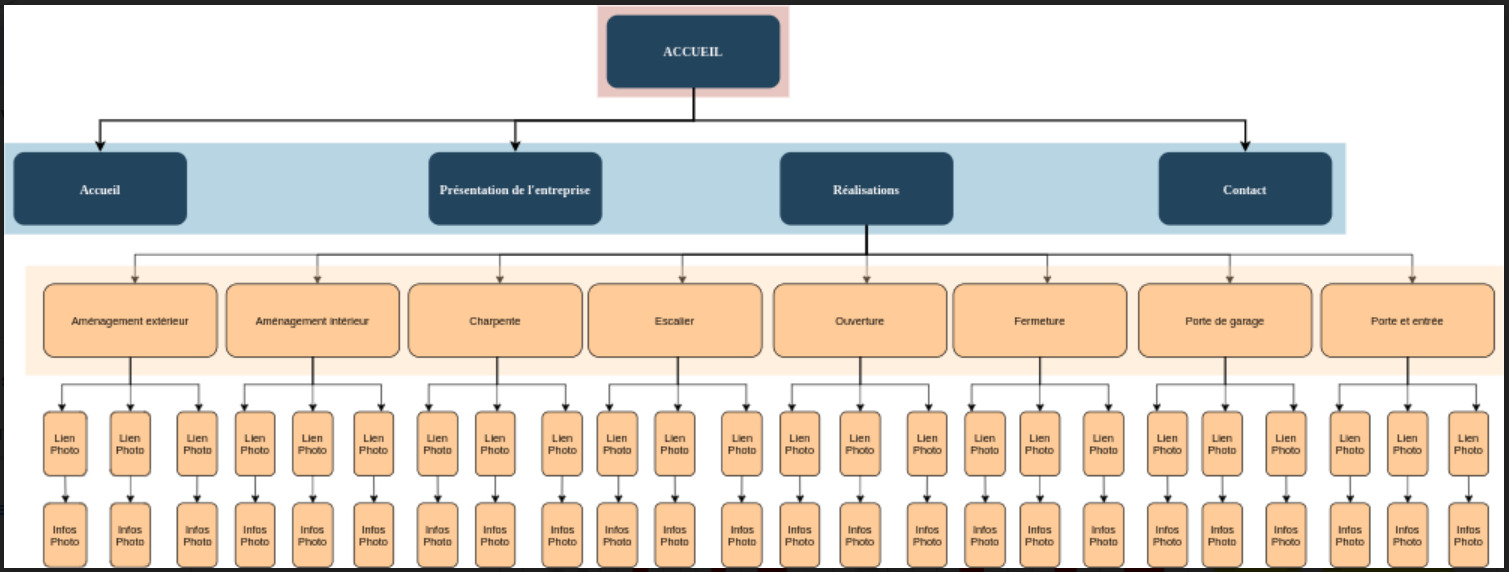 ACCUEIL
Accueil
Présentation de l'entreprise
Réalisations
Contact
Aménagement extérieur
Aménagement intérieur
Charpente
Escalier
Ouverture
Fermeture
Porte de garage
Porte et entrée
Lien
Photo
Lien
Photo
Lien
Photo
Lien
Photo
Lien
Photo
Lien
Photo
Lien
Photo
Lien
Photo
Lien
Photo
Lien
Photo
Lien
Photo
Lien
Photo
Lien
Photo
Lien
Photo
Lien
Photo
Lien
Photo
Lien
Photo
Lien
Photo
Lien
Photo
Lien
Photo
Lien
Photo
Lien
Photo
Lien
Photo
Lien
Photo
Infos
Photo
Infos
Photo
Infos
Photo
Infos
Photo
Infos
Photo
Infos
Photo
Infos
Photo
Infos
Photo
Infos
Photo
Infos
Photo
Infos
Photo
Infos
Photo
Infos
Photo
Infos
Photo
Infos
Photo
Infos
Photo
Infos
Photo
Infos
Photo
Infos
Photo
Infos
Photo
Infos
Photo
Infos
Photo
Infos
Photo
Infos
Photo